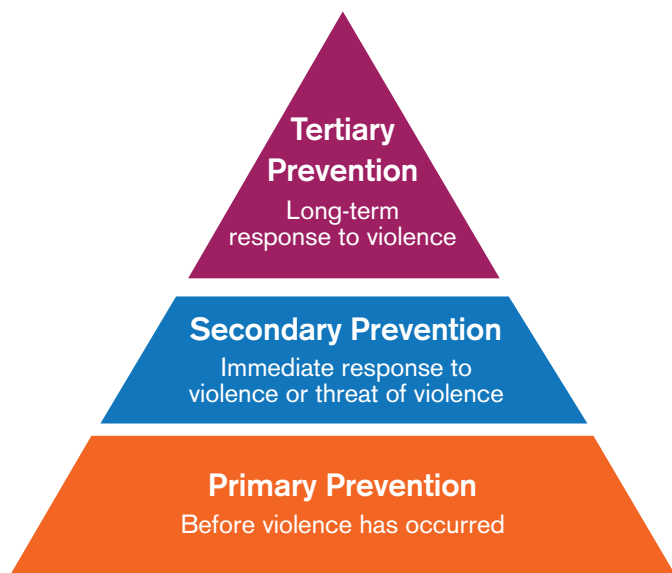 Tertiary
Prevention
Long-term
response to violence
Secondary Prevention
Immediate response to
violence or threat of violence
Primary Prevention
Before violence has occurred